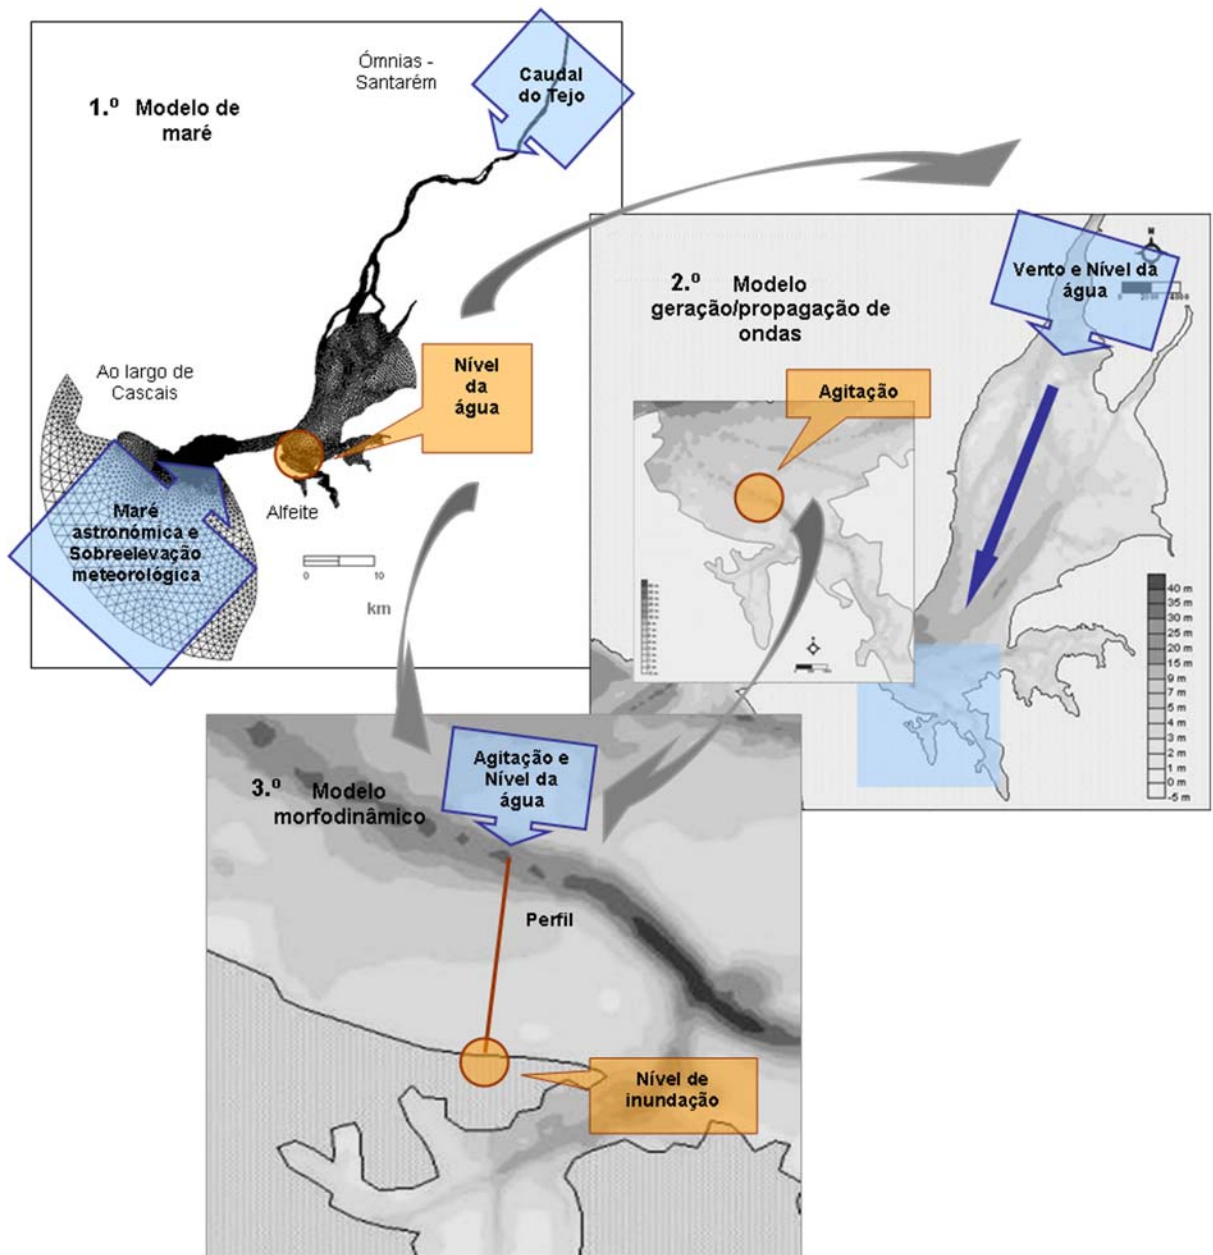 Ómnias -
Santarém
Caudal
do Tejo
1.º Modelo de
maré
Ao largo de
Cascais
Nível
da
água
Alfeite
Maré
astronómica e
Sobreelevação
meteorológica
0 10
km
2.º Modelo
geração/propagação de
ondas
N
Vento e Nível da
água
Agitação
40 m
35 m
30 m
25 m
20 m
15 m
9 m
7 m
5 m
4 m
3 m
2 m
1 m
0 m
-5 m
3.º Modelo
morfodinâmico
Agitação e
Nível da
água
Perfil
Nível de
inundação